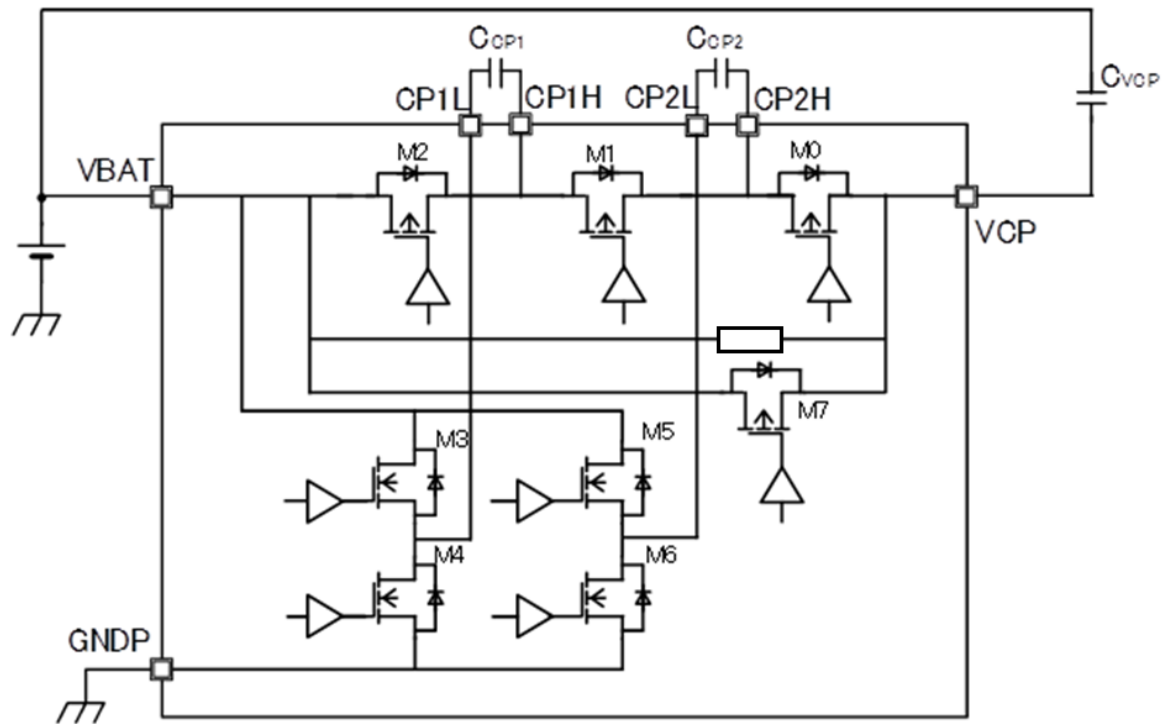 CCP1
CCP2
CVCP
CP1L
CP1H
CP2L
CP2H
M2
M1
M0
VBAT
VCP
M7
M3
M5
M4
M6
GNDP